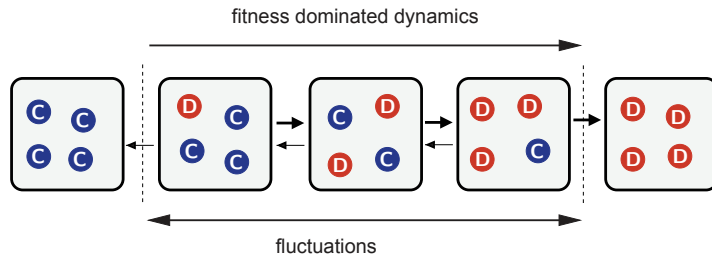 fitness dominated dynamics
C C C C
D C C C
C D D C
D D D C
D D D D
fluctuations